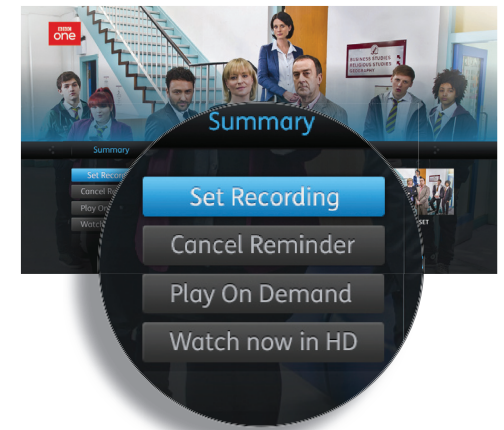 BBC
one
BUSINESS STUDIES
RELIGIOUS STUDIES
GEOGRAPHY
Summary
Summary
Set Recording
Cancel Reminder
Play On Demand
Watch now in HD